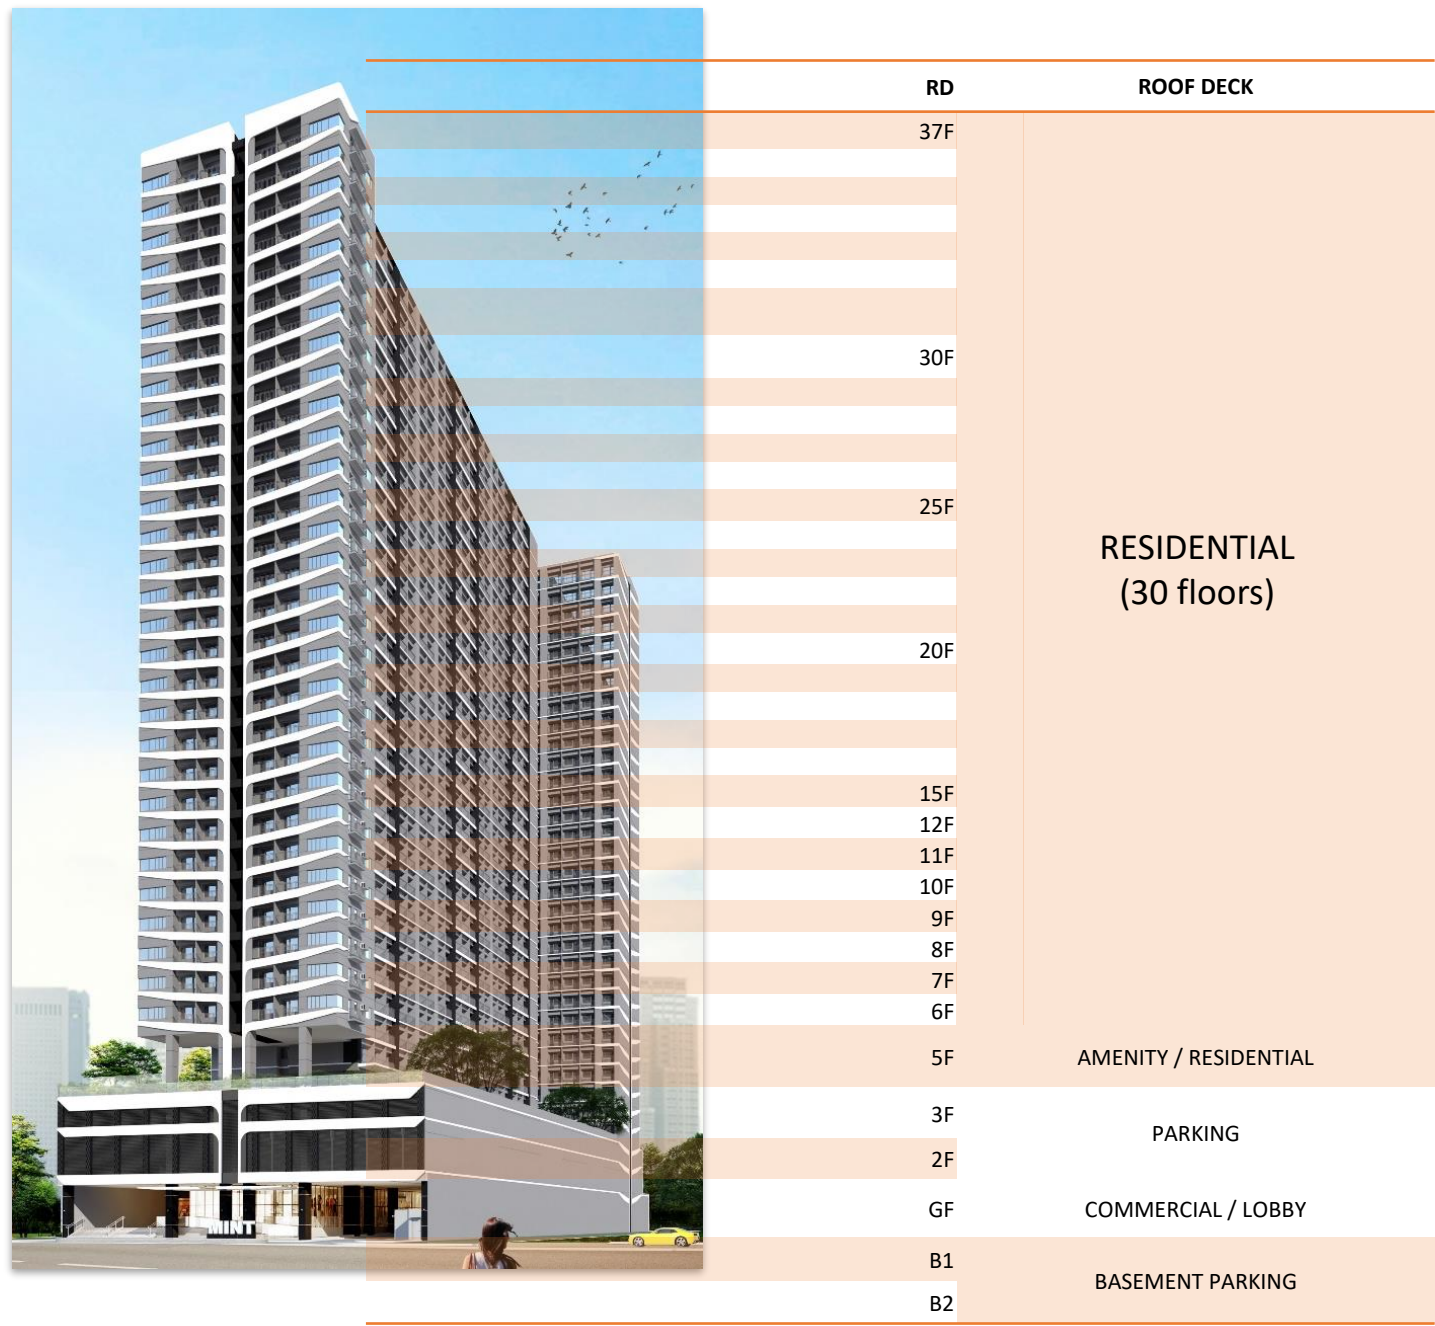 RD ROOF DECK
37F
30F
25F
RESIDENTIAL
(30 floors)
20F
15F
12F
11F
10F
9F
8F
7F
6F
5F AMENITY / RESIDENTIAL
3F
PARKING
2F
GF COMMERCIAL / LOBBY
MINT
B1
BASEMENT PARKING
B2